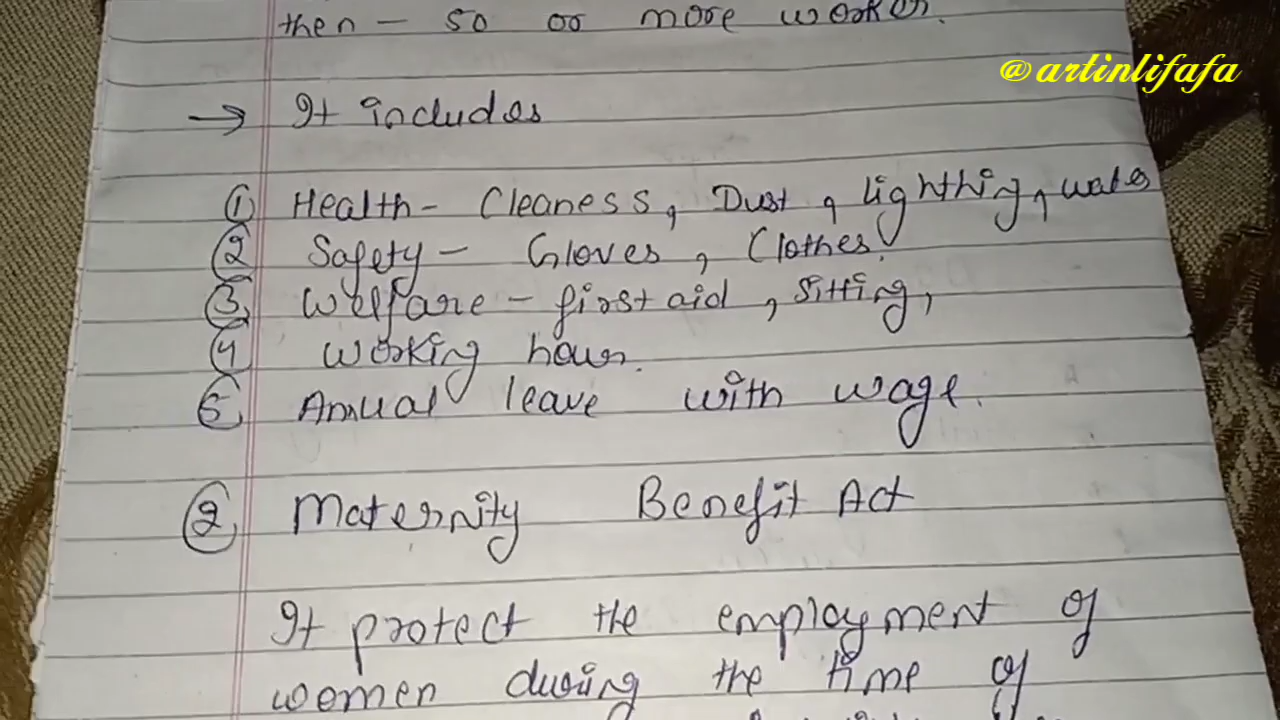 then - 50 or more worker.
@artinlifafa
→ It includes
① Health - Cleaness, Dust, lighthing, water
② Safety - Gloves, Clothes.
③ Welfare - first aid, sitting,
④ working hour.
⑤ Annual leave with wage.
② Maternity Benefit Act
It protect the employment of
women during the time of